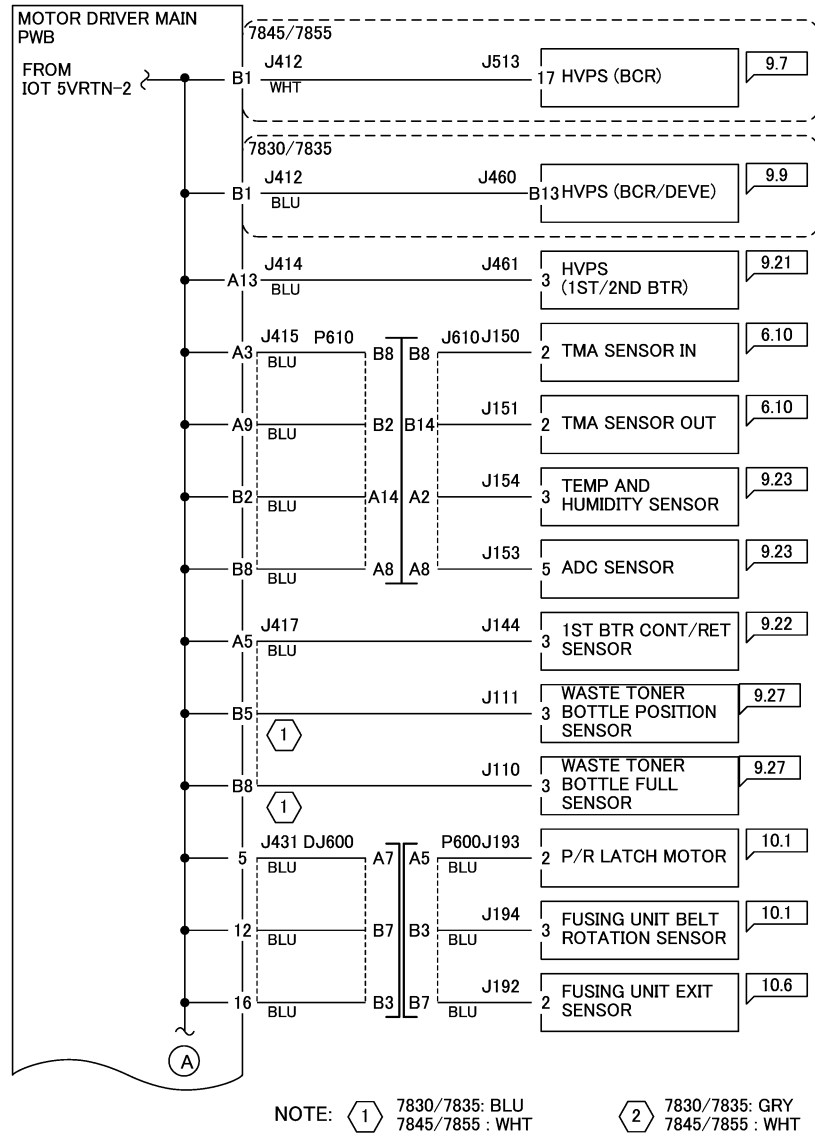 MOTOR DRIVER MAIN
PWB
FROM
IOT 5VRTN-2
7845/7855
B1 J412 J513 17 HVPS (BCR) 9.7
WHT
7830/7835
B1 J412 J460 B13 HVPS (BCR/DEVE) 9.9
BLU
A13 J414 J461 3 HVPS 9.21
BLU (1ST/2ND BTR)
A3 J415 P610 B8 B8 J610 J150 2 TMA SENSOR IN 6.10
BLU
A9 B2 B14 J151 2 TMA SENSOR OUT 6.10
BLU
B2 A14 A2 J154 3 TEMP AND 9.23
BLU HUMIDITY SENSOR
B8 A8 A8 J153 5 ADC SENSOR 9.23
BLU
A5 J417 J144 3 1ST BTR CONT/RET 9.22
BLU SENSOR
B5 J111 3 WASTE TONER 9.27
1 BOTTLE POSITION
SENSOR
B8 J110 3 WASTE TONER 9.27
1 BOTTLE FULL
SENSOR
5 J431 DJ600 A7 A5 P600 J193 2 P/R LATCH MOTOR 10.1
BLU BLU
12 B7 B3 J194 3 FUSING UNIT BELT 10.1
BLU BLU ROTATION SENSOR
16 B3 B7 J192 2 FUSING UNIT EXIT 10.6
BLU BLU SENSOR
A
NOTE: 1 7830/7835: BLU
7845/7855 : WHT
2 7830/7835: GRY
7845/7855 : WHT